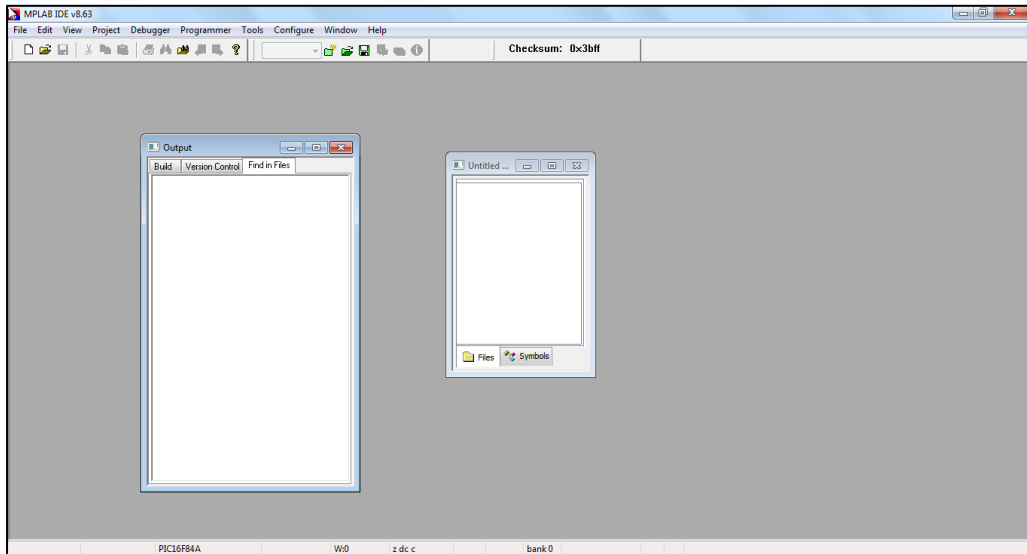 MPLAB IDE v8.63
File Edit View Project Debugger Programmer Tools Configure Window Help
Checksum: 0x3bff
Output
Build Version Control Find in Files
Untitled ...
Files Symbols
PIC16F84A W:0 z dc c bank 0